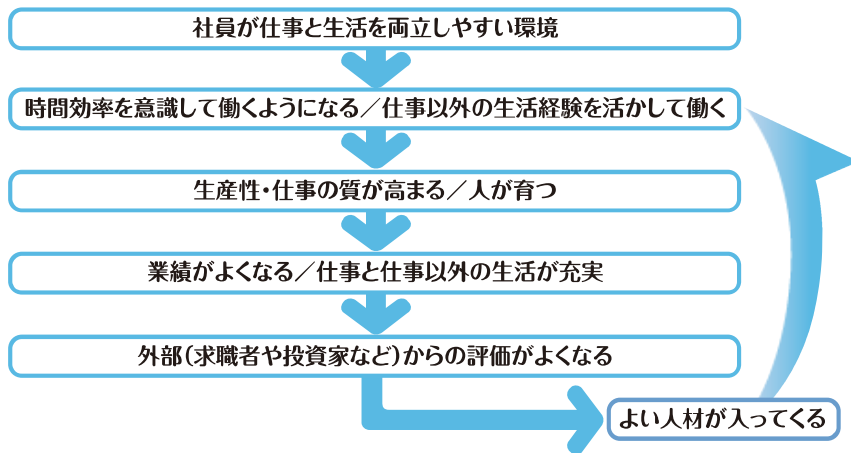 社員が仕事と生活を両立しやすい環境
時間効率を意識して働くようになる／仕事以外の生活経験を活かして働く
生産性・仕事の質が高まる／人が育つ
業績がよくなる／仕事と仕事以外の生活が充実
外部（求職者や投資家など）からの評価がよくなる
よい人材が入ってくる